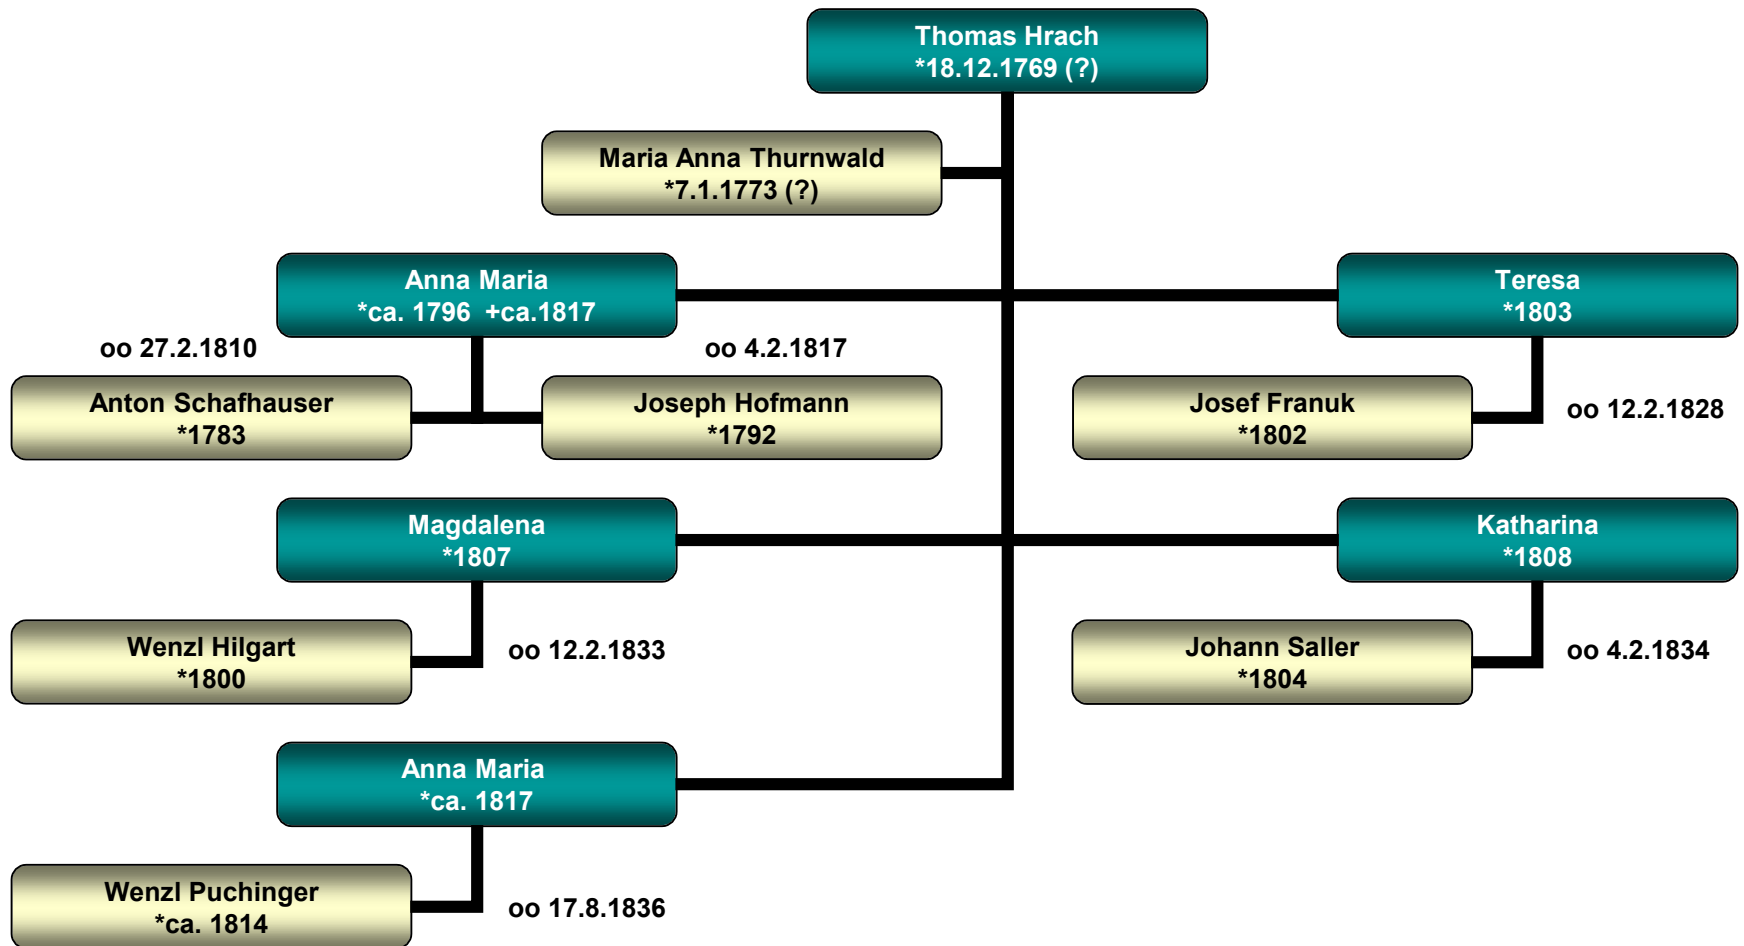 Thomas Hrach
*18.12.1769 (?)
Maria Anna Thurnwald
*7.1.1773 (?)
Anna Maria
*ca. 1796  +ca.1817
Teresa
*1803
oo 27.2.1810
oo 4.2.1817
Anton Schafhauser
*1783
Joseph Hofmann
*1792
Josef Franuk
*1802
oo 12.2.1828
Magdalena
*1807
Katharina
*1808
Wenzl Hilgart
*1800
oo 12.2.1833
Johann Saller
*1804
oo 4.2.1834
Anna Maria
*ca. 1817
Wenzl Puchinger
*ca. 1814
oo 17.8.1836